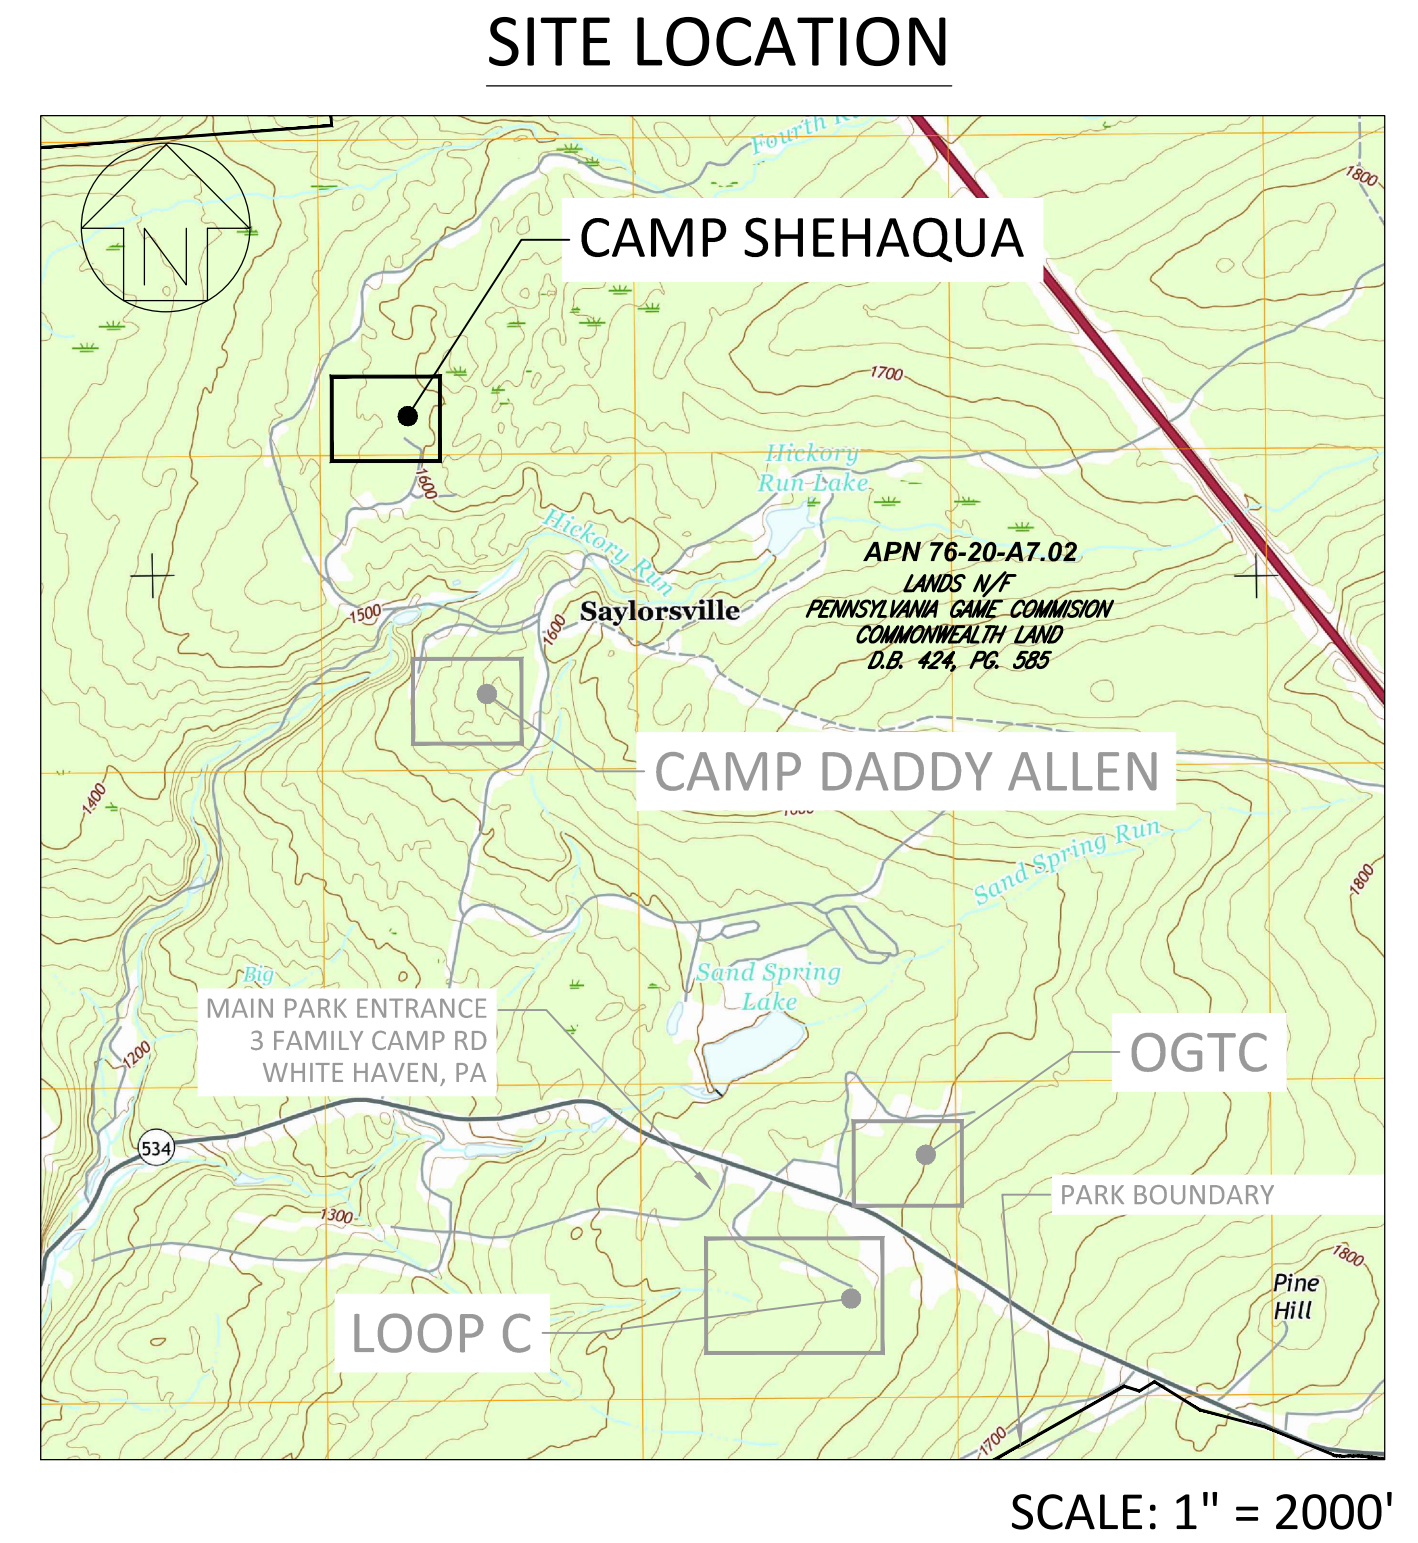 SITE LOCATION
Fourth
1800
N
CAMP SHEHAQUA
1700
Hickory
Run Lake
1600
Hickory Run
APN 76-20-A7.02
LANDS N/F
PENNSYLVANIA GAME COMMISION
COMMONWEALTH LAND
D.B. 424, PG. 585
1500
Saylorsville
1600
CAMP DADDY ALLEN
1400
Sand Spring Run
1800
Big
Sand Spring
Lake
MAIN PARK ENTRANCE
3 FAMILY CAMP RD
WHITE HAVEN, PA
OGTC
1200
534
PARK BOUNDARY
1300
1800
Pine
Hill
LOOP C
1700
SCALE: 1" = 2000'